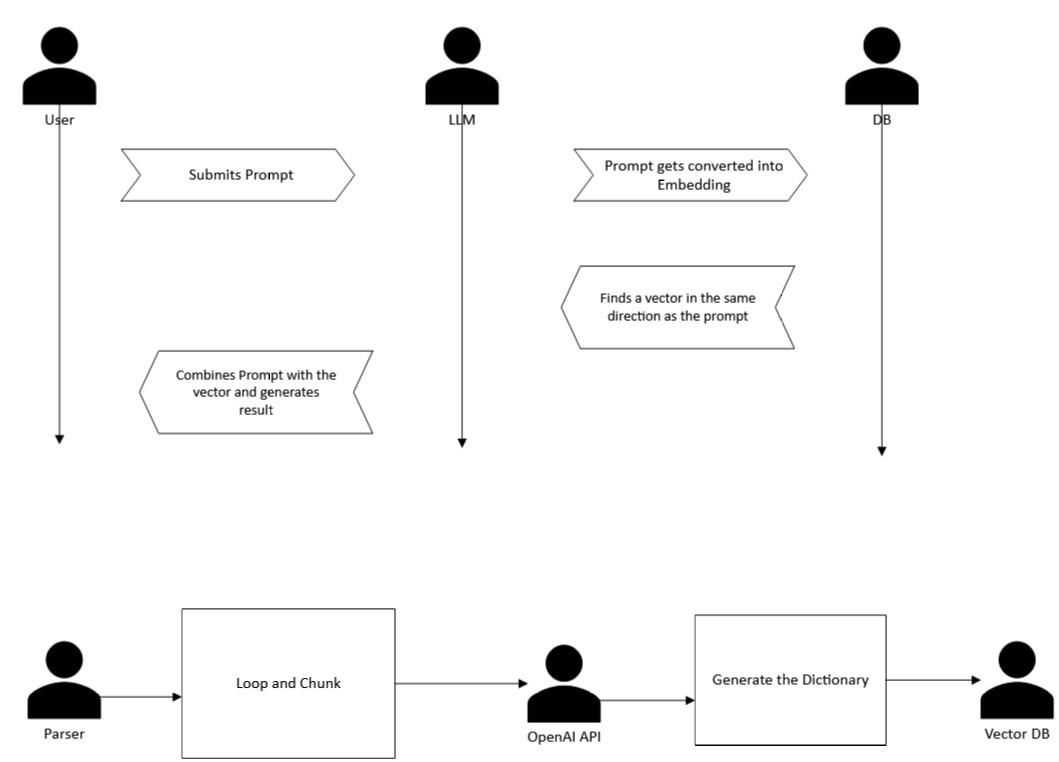 User
LLM
DB
Submits Prompt
Prompt gets converted into
Embedding
Finds a vector in the same
direction as the prompt
Combines Prompt with the
vector and generates
result
Loop and Chunk
Generate the Dictionary
Parser
OpenAI API
Vector DB